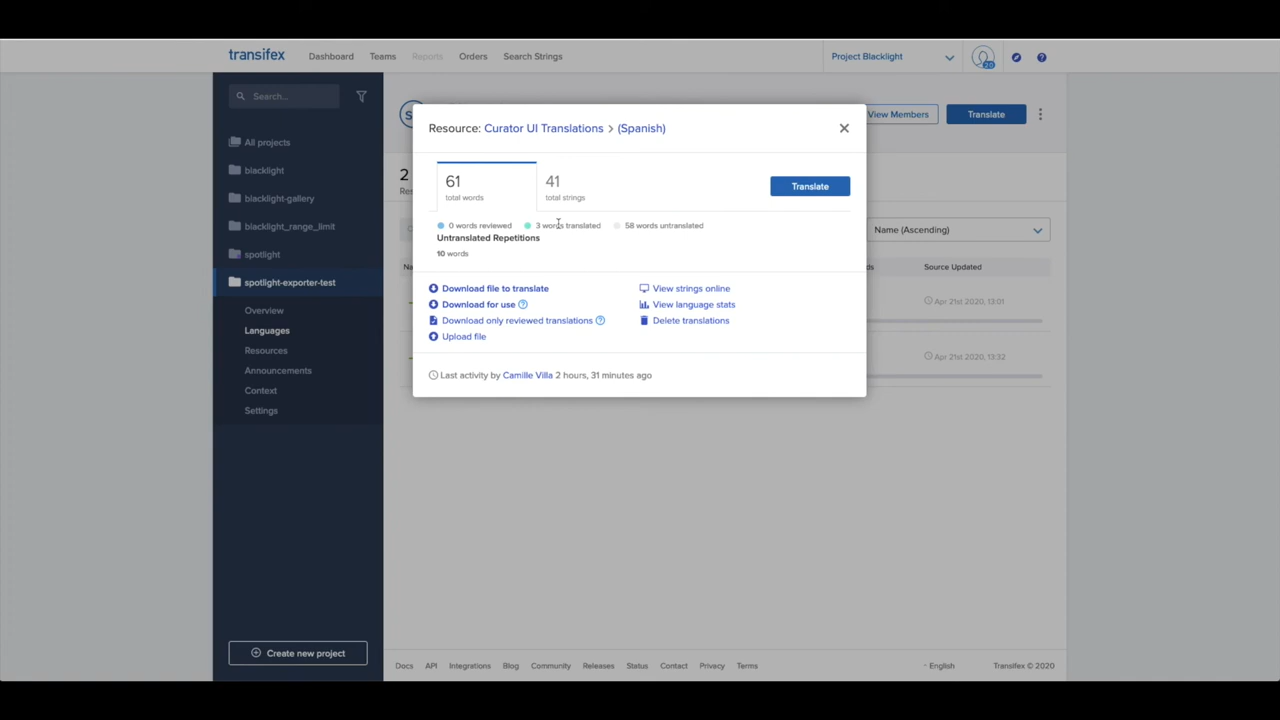 transifex Dashboard Teams Reports Orders Search Strings Project Blacklight 20
Search...
All projects
blacklight
blacklight-gallery
blacklight_range_limit
spotlight
spotlight-exporter-test
Overview
Languages
Resources
Announcements
Context
Settings
Create new project
View Members Translate
2
Name (Ascending)
Source Updated
Apr 21st 2020, 13:01
Apr 21st 2020, 13:32
Resource: Curator UI Translations > (Spanish)
61
total words
41
total strings
Translate
0 words reviewed 3 words translated 58 words untranslated
Untranslated Repetitions
10 words
Download file to translate
Download for use
Download only reviewed translations
Upload file
View strings online
View language stats
Delete translations
Last activity by Camille Villa 2 hours, 31 minutes ago
Docs API Integrations Blog Community Releases Status Contact Privacy Terms English Transifex © 2020